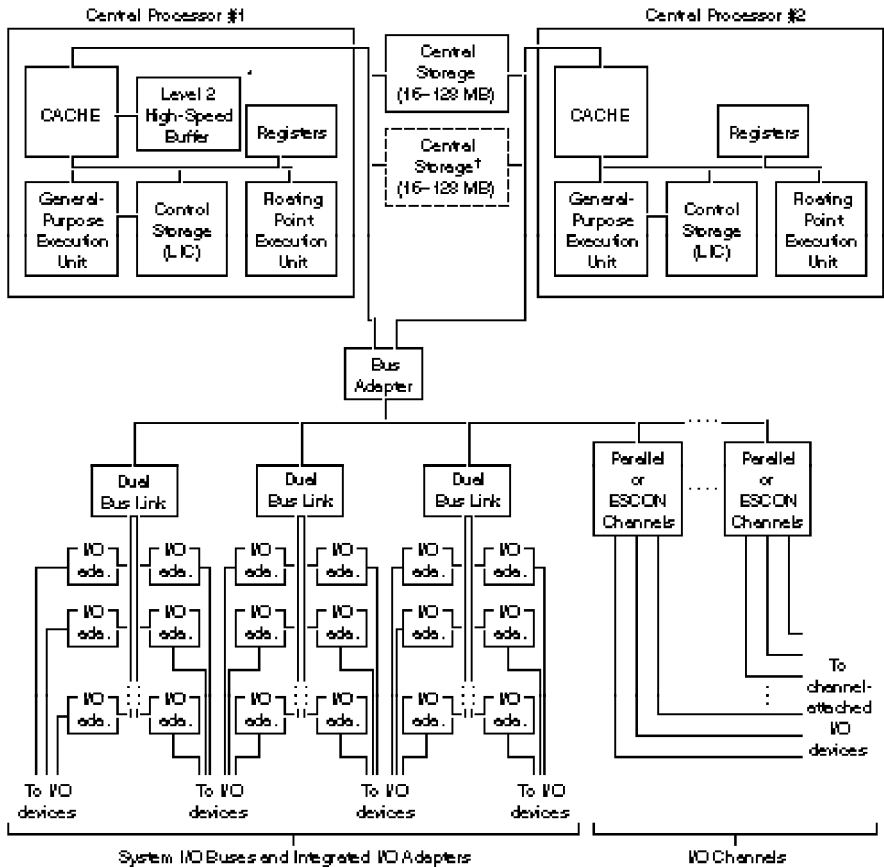 Central Processor #1
Central Processor #2
CACHE
Level 2
High-Speed
Buffer
*
Registers
General-
Purpose
Execution
Unit
Control
Storage
(LIC)
Floating
Point
Execution
Unit
Central
Storage
(16–128 MB)
Central
Storage†
(16–128 MB)
CACHE
Registers
General-
Purpose
Execution
Unit
Control
Storage
(LIC)
Floating
Point
Execution
Unit
Bus
Adapter
Dual
Bus Link
Dual
Bus Link
Dual
Bus Link
Parallel
or
ESCON
Channels
Parallel
or
ESCON
Channels
I/O
ada.
I/O
ada.
I/O
ada.
I/O
ada.
I/O
ada.
I/O
ada.
I/O
ada.
I/O
ada.
I/O
ada.
I/O
ada.
I/O
ada.
I/O
ada.
I/O
ada.
I/O
ada.
I/O
ada.
I/O
ada.
I/O
ada.
I/O
ada.
To I/O
devices
To I/O
devices
To I/O
devices
To I/O
devices
To
channel-
attached
I/O
devices
System I/O Buses and Integrated I/O Adapters
I/O Channels